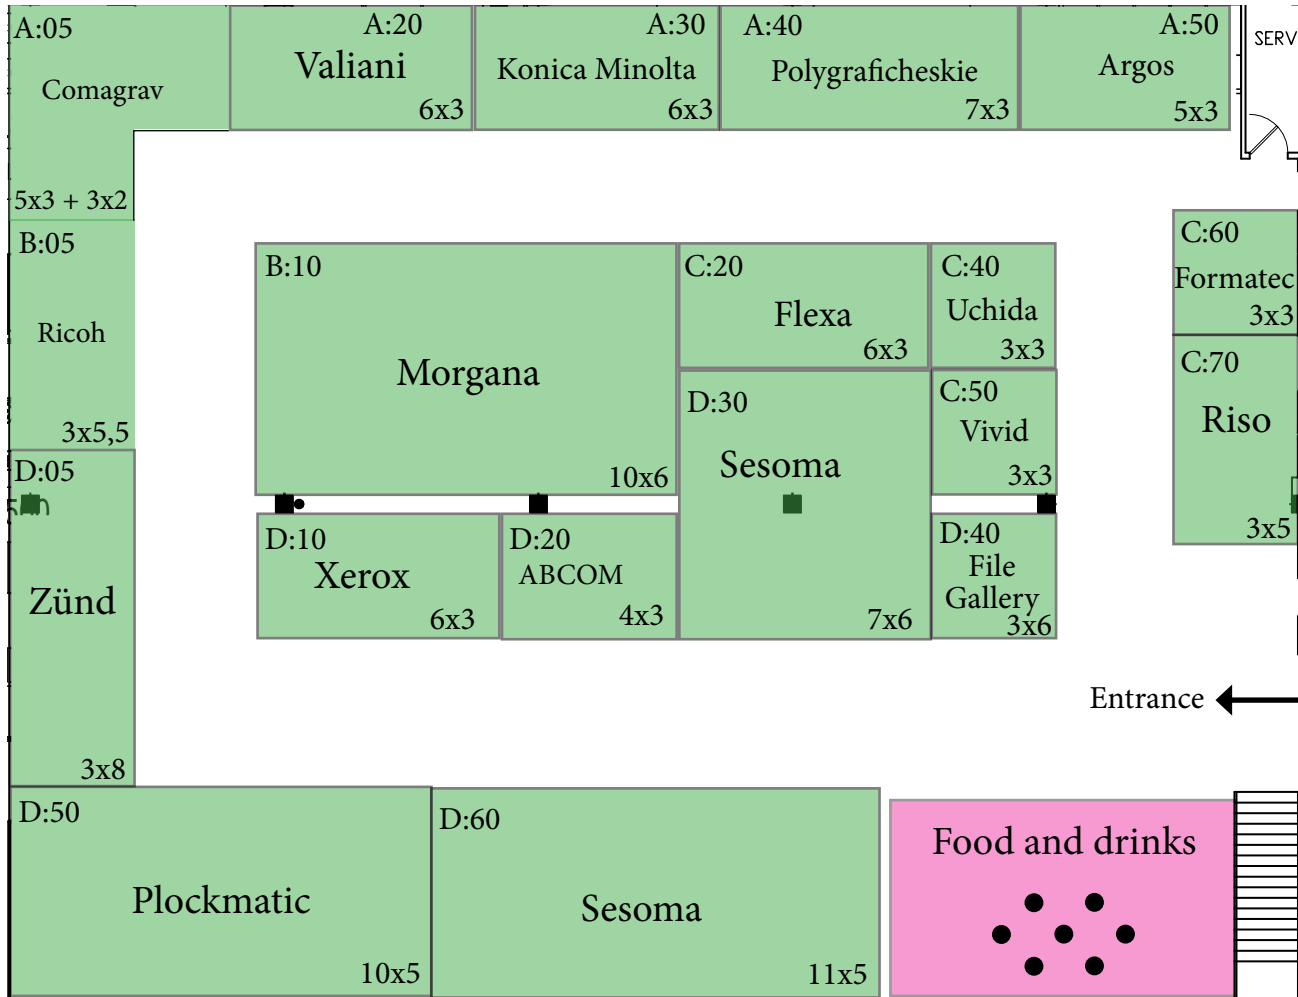 A:05
Comagrav
5x3 + 3x2
A:20
Valiani
6x3
A:30
Konica Minolta
6x3
A:40
Polygraficheskie
7x3
A:50
Argos
5x3
SERV
B:05
Ricoh
3x5,5
B:10
Morgana
10x6
C:20
Flexa
6x3
C:40
Uchida
3x3
C:60
Formatec
3x3
C:50
Vivid
3x3
C:70
Riso
3x5
D:05
Zünd
3x8
D:10
Xerox
6x3
D:20
ABCOM
4x3
D:30
Sesoma
7x6
D:40
File
Gallery
3x6
Entrance
D:50
Plockmatic
10x5
D:60
Sesoma
11x5
Food and drinks